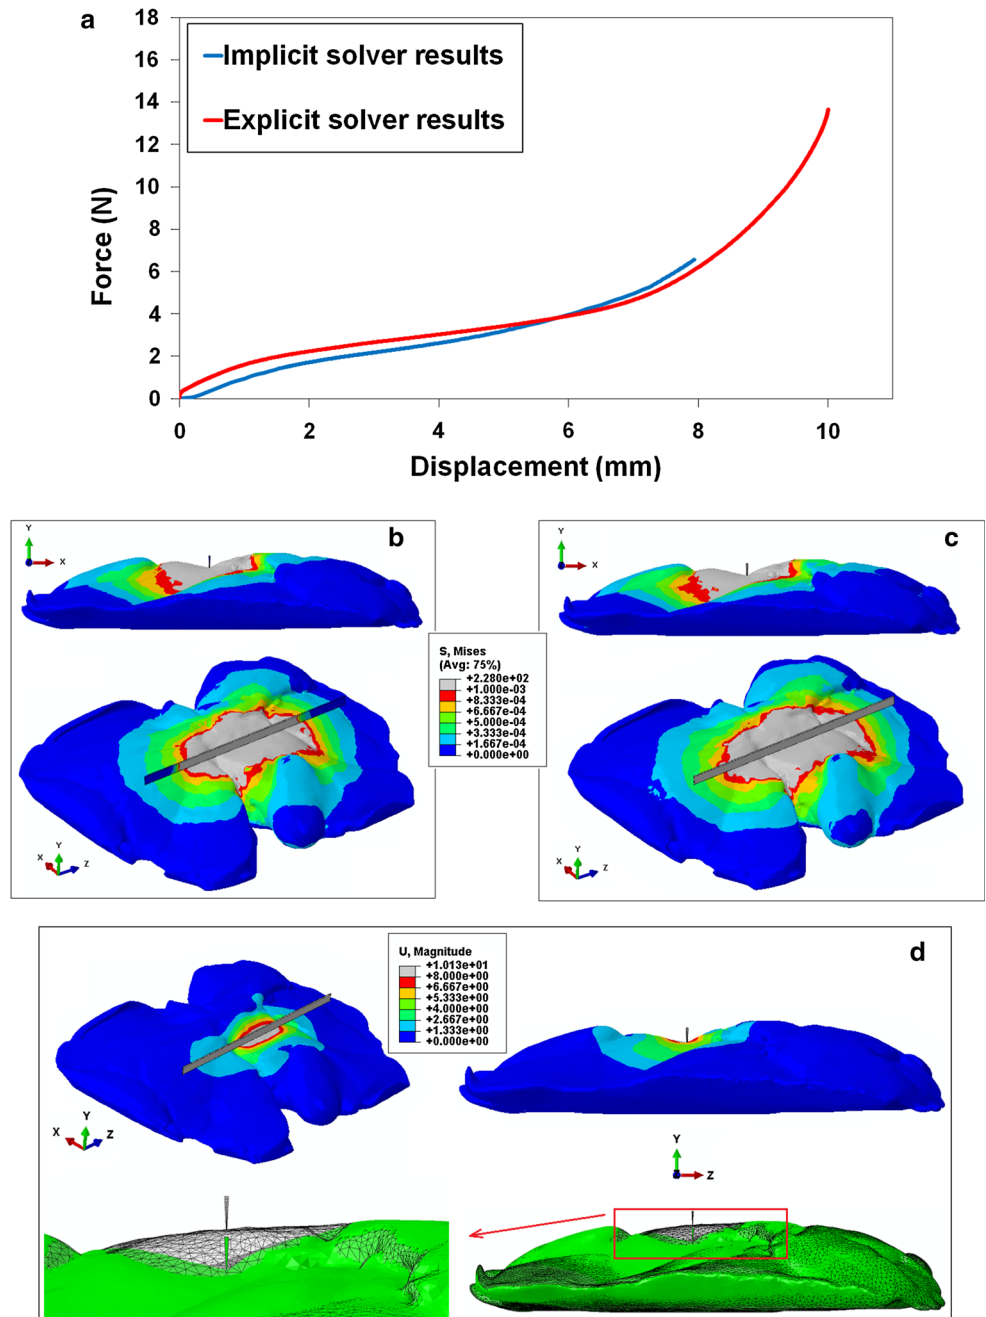 a
18
16
14
12
10
8
6
4
2
0
Force (N)
Implicit solver results
Explicit solver results
0 2 4 6 8 10
Displacement (mm)
b
Y
X
X Y Z
S, Mises
(Avg: 75%)
+2.280e+02
+1.000e-03
+8.333e-04
+6.667e-04
+5.000e-04
+3.333e-04
+1.667e-04
+0.000e+00
c
Y
X
X Y Z
d
U, Magnitude
+1.013e+01
+8.000e+00
+6.667e+00
+5.333e+00
+4.000e+00
+2.667e+00
+1.333e+00
+0.000e+00
X Y Z
Y
Z